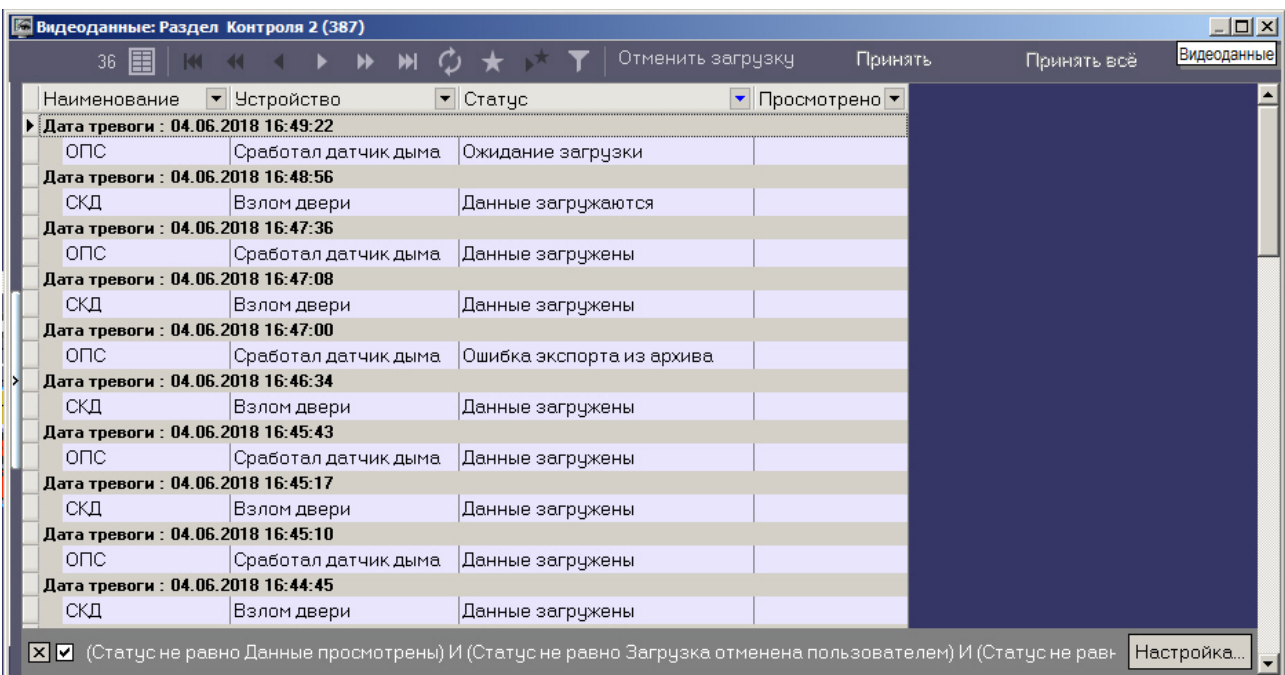 Видеоданные: Раздел Контроля 2 (387)
36 Отменить загрузку Принять Принять всё Видеоданные
Наименование Устройство Статус Просмотрено
Дата тревоги : 04.06.2018 16:49:22
ОПС Сработал датчик дыма Ожидание загрузки
Дата тревоги : 04.06.2018 16:48:56
СКД Взлом двери Данные загружаются
Дата тревоги : 04.06.2018 16:47:36
ОПС Сработал датчик дыма Данные загружены
Дата тревоги : 04.06.2018 16:47:08
СКД Взлом двери Данные загружены
Дата тревоги : 04.06.2018 16:47:00
ОПС Сработал датчик дыма Ошибка экспорта из архива
Дата тревоги : 04.06.2018 16:46:34
СКД Взлом двери Данные загружены
Дата тревоги : 04.06.2018 16:45:43
ОПС Сработал датчик дыма Данные загружены
Дата тревоги : 04.06.2018 16:45:17
СКД Взлом двери Данные загружены
Дата тревоги : 04.06.2018 16:45:10
ОПС Сработал датчик дыма Данные загружены
Дата тревоги : 04.06.2018 16:44:45
СКД Взлом двери Данные загружены
(Статус не равно Данные просмотрены) И (Статус не равно Загрузка отменена пользователем) И (Статус не равн Настройка...